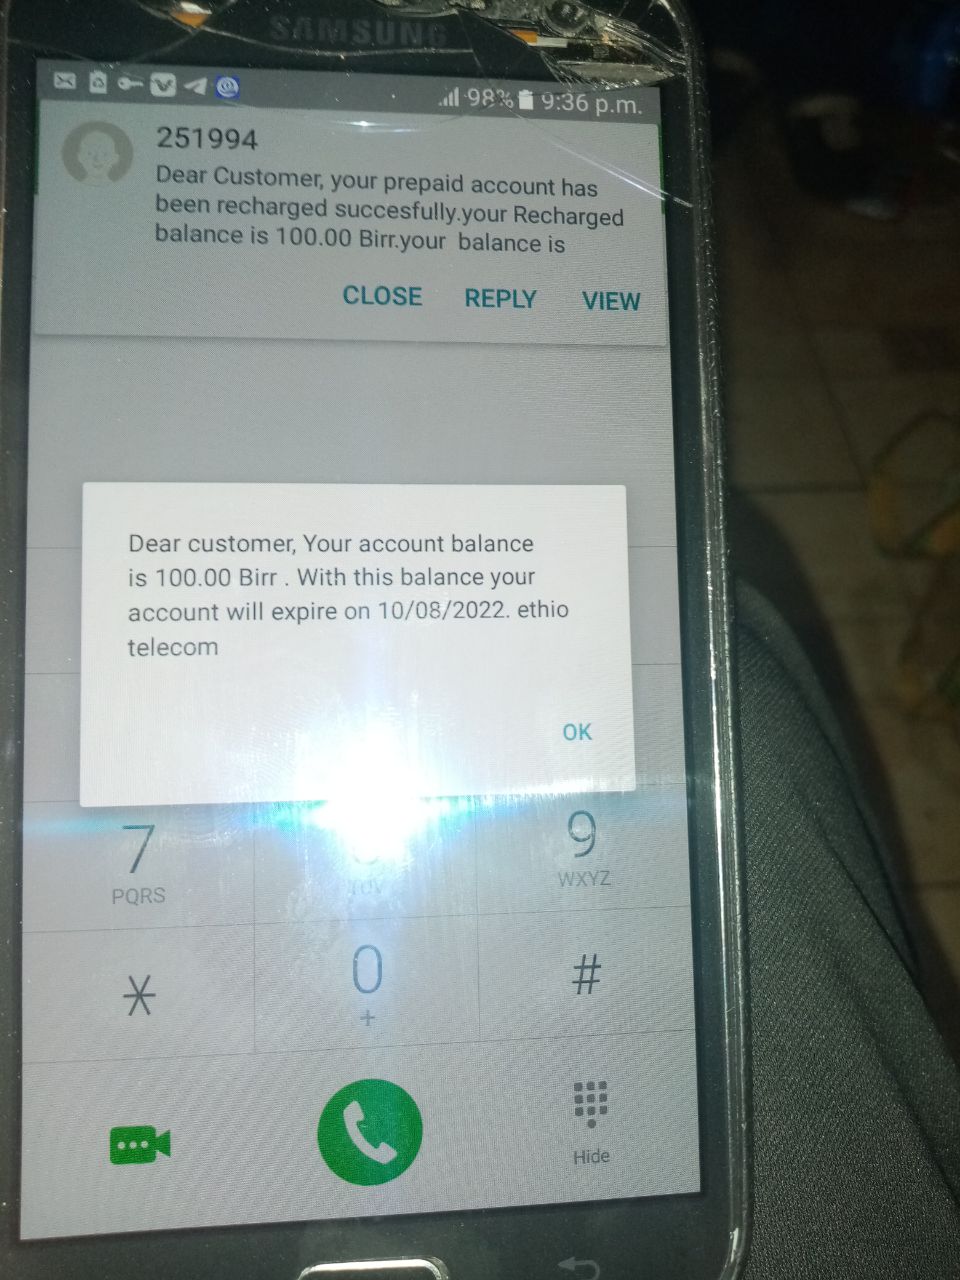 SAMSUNG
98% 9:36 p.m.
251994
Dear Customer, your prepaid account has
been recharged succesfully.your Recharged
balance is 100.00 Birr.your balance is
CLOSE REPLY VIEW
Dear customer, Your account balance
is 100.00 Birr . With this balance your
account will expire on 10/08/2022. ethio
telecom
OK
7 9
PQRS TUV WXYZ
* 0 #
+
Hide